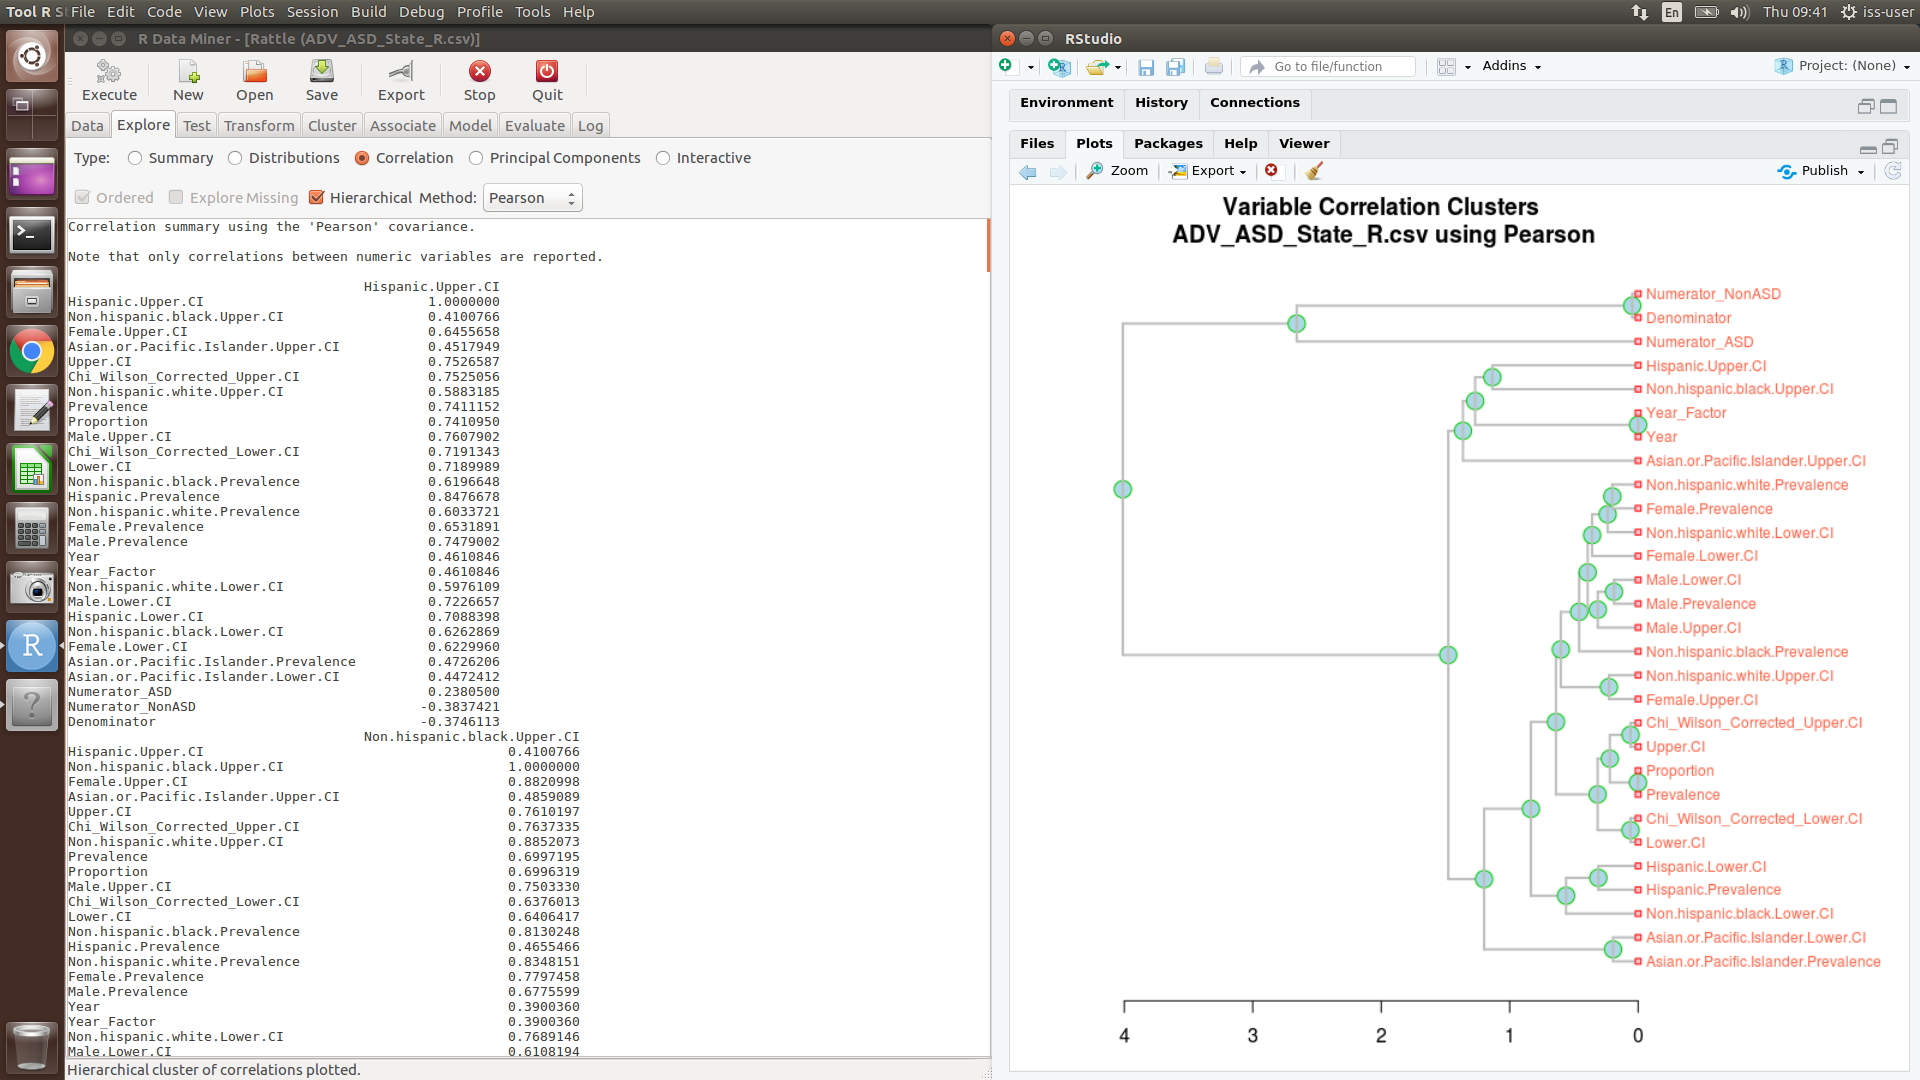 Tool R St File Edit Code View Plots Session Build Debug Profile Tools Help En Thu 09:41 iss-user
R Data Miner - [Rattle (ADV_ASD_State_R.csv)]
Execute New Open Save Export Stop Quit
Data Explore Test Transform Cluster Associate Model Evaluate Log
Type: Summary Distributions Correlation Principal Components Interactive
Ordered Explore Missing Hierarchical Method: Pearson
Correlation summary using the 'Pearson' covariance.
Note that only correlations between numeric variables are reported.
Hispanic.Upper.CI
Hispanic.Upper.CI 1.0000000
Non.hispanic.black.Upper.CI 0.4100766
Female.Upper.CI 0.6455658
Asian.or.Pacific.Islander.Upper.CI 0.4517949
Upper.CI 0.7526587
Chi_Wilson_Corrected_Upper.CI 0.7525056
Non.hispanic.white.Upper.CI 0.5883185
Prevalence 0.7411152
Proportion 0.7410950
Male.Upper.CI 0.7607902
Chi_Wilson_Corrected_Lower.CI 0.7191343
Lower.CI 0.7189989
Non.hispanic.black.Prevalence 0.6196648
Hispanic.Prevalence 0.8476678
Non.hispanic.white.Prevalence 0.6033721
Female.Prevalence 0.6531891
Male.Prevalence 0.7479002
Year 0.4610846
Year_Factor 0.4610846
Non.hispanic.white.Lower.CI 0.5976109
Male.Lower.CI 0.7226657
Hispanic.Lower.CI 0.7088398
Non.hispanic.black.Lower.CI 0.6262869
Female.Lower.CI 0.6229960
Asian.or.Pacific.Islander.Prevalence 0.4726206
Asian.or.Pacific.Islander.Lower.CI 0.4472412
Numerator_ASD 0.2380500
Numerator_NonASD -0.3837421
Denominator -0.3746113
Non.hispanic.black.Upper.CI
Hispanic.Upper.CI 0.4100766
Non.hispanic.black.Upper.CI 1.0000000
Female.Upper.CI 0.8820998
Asian.or.Pacific.Islander.Upper.CI 0.4859089
Upper.CI 0.7610197
Chi_Wilson_Corrected_Upper.CI 0.7637335
Non.hispanic.white.Upper.CI 0.8852073
Prevalence 0.6997195
Proportion 0.6996319
Male.Upper.CI 0.7503330
Chi_Wilson_Corrected_Lower.CI 0.6376013
Lower.CI 0.6406417
Non.hispanic.black.Prevalence 0.8130248
Hispanic.Prevalence 0.4655466
Non.hispanic.white.Prevalence 0.8348151
Female.Prevalence 0.7797458
Male.Prevalence 0.6775599
Year 0.3900360
Year_Factor 0.3900360
Non.hispanic.white.Lower.CI 0.7689146
Male.Lower.CI 0.6108194
Hierarchical cluster of correlations plotted.
RStudio
Go to file/function Addins Project: (None)
Environment History Connections
Files Plots Packages Help Viewer
Zoom Export Publish
Variable Correlation Clusters
ADV_ASD_State_R.csv using Pearson
Numerator_NonASD
Denominator
Numerator_ASD
Hispanic.Upper.CI
Non.hispanic.black.Upper.CI
Year_Factor
Year
Asian.or.Pacific.Islander.Upper.CI
Non.hispanic.white.Prevalence
Female.Prevalence
Non.hispanic.white.Lower.CI
Female.Lower.CI
Male.Lower.CI
Male.Prevalence
Male.Upper.CI
Non.hispanic.black.Prevalence
Non.hispanic.white.Upper.CI
Female.Upper.CI
Chi_Wilson_Corrected_Upper.CI
Upper.CI
Proportion
Prevalence
Chi_Wilson_Corrected_Lower.CI
Lower.CI
Hispanic.Lower.CI
Hispanic.Prevalence
Non.hispanic.black.Lower.CI
Asian.or.Pacific.Islander.Lower.CI
Asian.or.Pacific.Islander.Prevalence
4 3 2 1 0